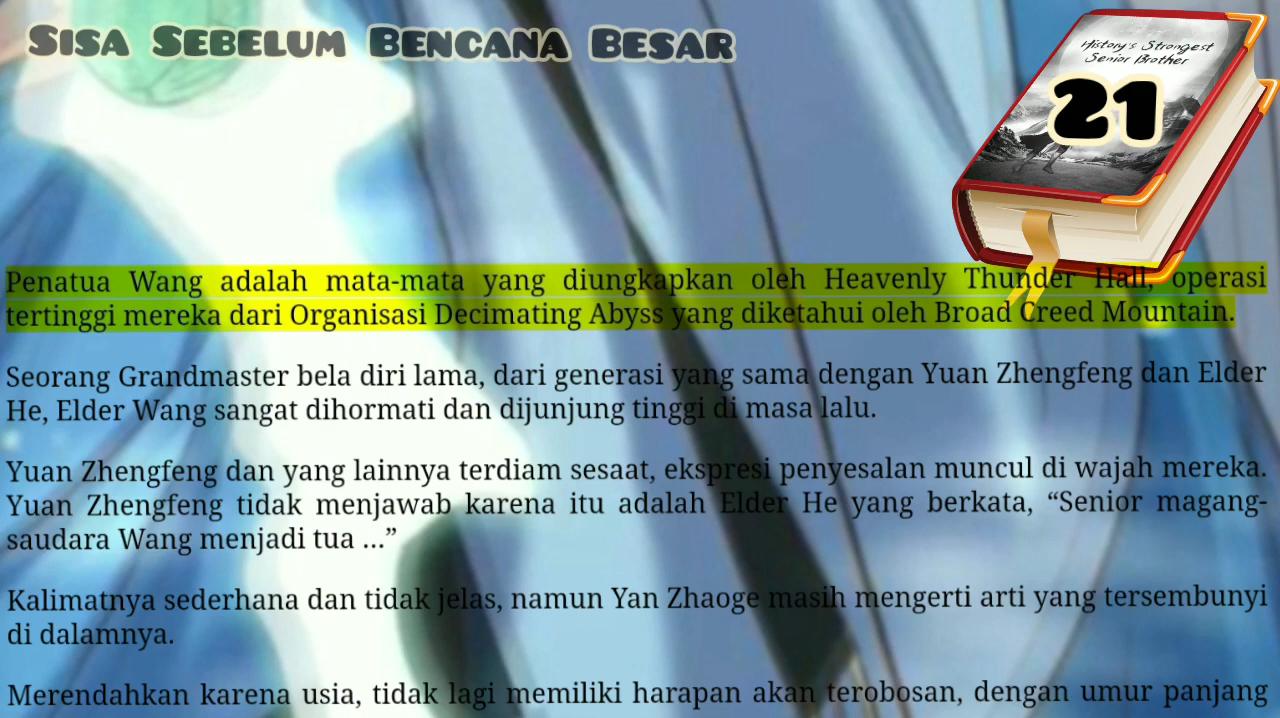 Sisa Sebelum Bencana Besar
History's Strongest
Senior Brother
21
Penatua Wang adalah mata-mata yang diungkapkan oleh Heavenly Thunder Hall, operasi
tertinggi mereka dari Organisasi Decimating Abyss yang diketahui oleh Broad Creed Mountain.
Seorang Grandmaster bela diri lama, dari generasi yang sama dengan Yuan Zhengfeng dan Elder
He, Elder Wang sangat dihormati dan dijunjung tinggi di masa lalu.
Yuan Zhengfeng dan yang lainnya terdiam sesaat, ekspresi penyesalan muncul di wajah mereka.
Yuan Zhengfeng tidak menjawab karena itu adalah Elder He yang berkata, “Senior magang-
saudara Wang menjadi tua ...”
Kalimatnya sederhana dan tidak jelas, namun Yan Zhaoge masih mengerti arti yang tersembunyi
di dalamnya.
Merendahkan karena usia, tidak lagi memiliki harapan akan terobosan, dengan umur panjang